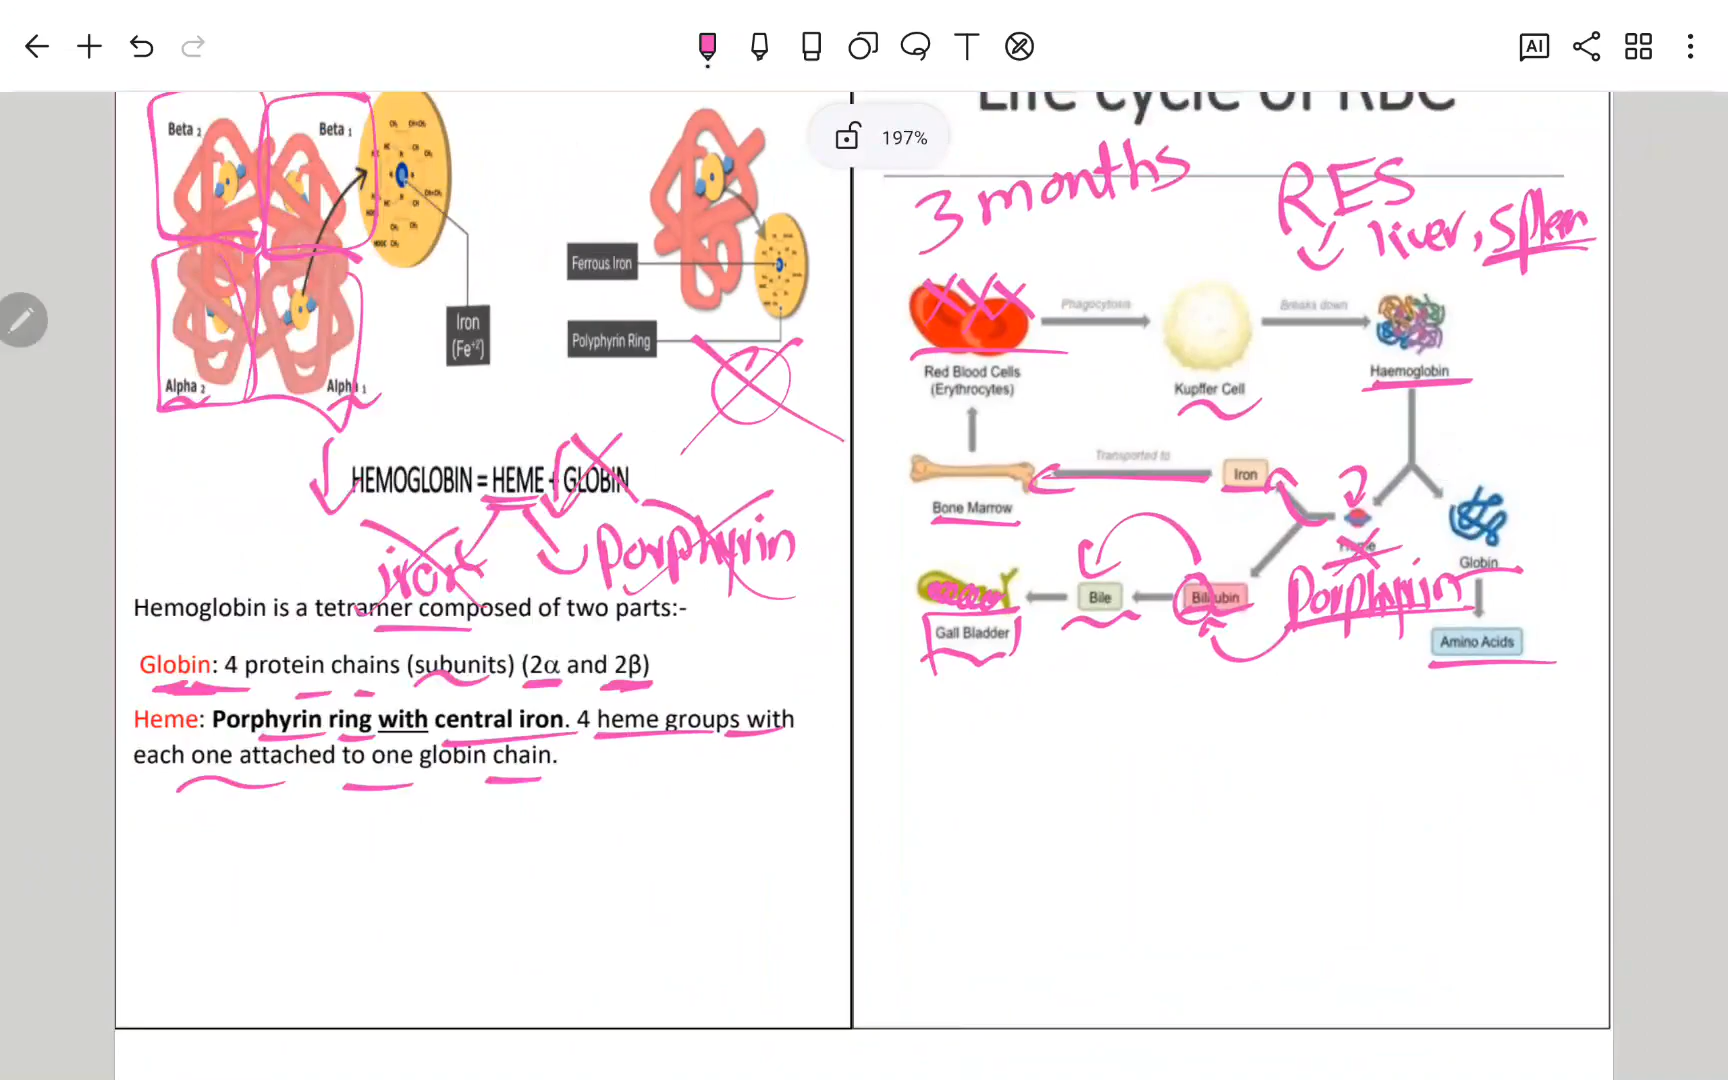 AI
197%
Beta 2
Beta 1
Alpha 2
Alpha 1
Iron
(Fe+2)
Ferrous Iron
Polyphyrin Ring
HEMOGLOBIN = HEME + GLOBIN
iron
Porphyrin
Hemoglobin is a tetramer composed of two parts:-
Globin: 4 protein chains (subunits) (2α and 2β)
Heme: Porphyrin ring with central iron. 4 heme groups with
each one attached to one globin chain.
Life cycle of RBC
3 months
RES
liver, spleen
Phagocytosis
Breaks down
Red Blood Cells
(Erythrocytes)
Kupffer Cell
Haemoglobin
Transported to
Iron
Bone Marrow
Heme
Globin
Porphyrin
Bilirubin
Bile
Gall Bladder
Amino Acids